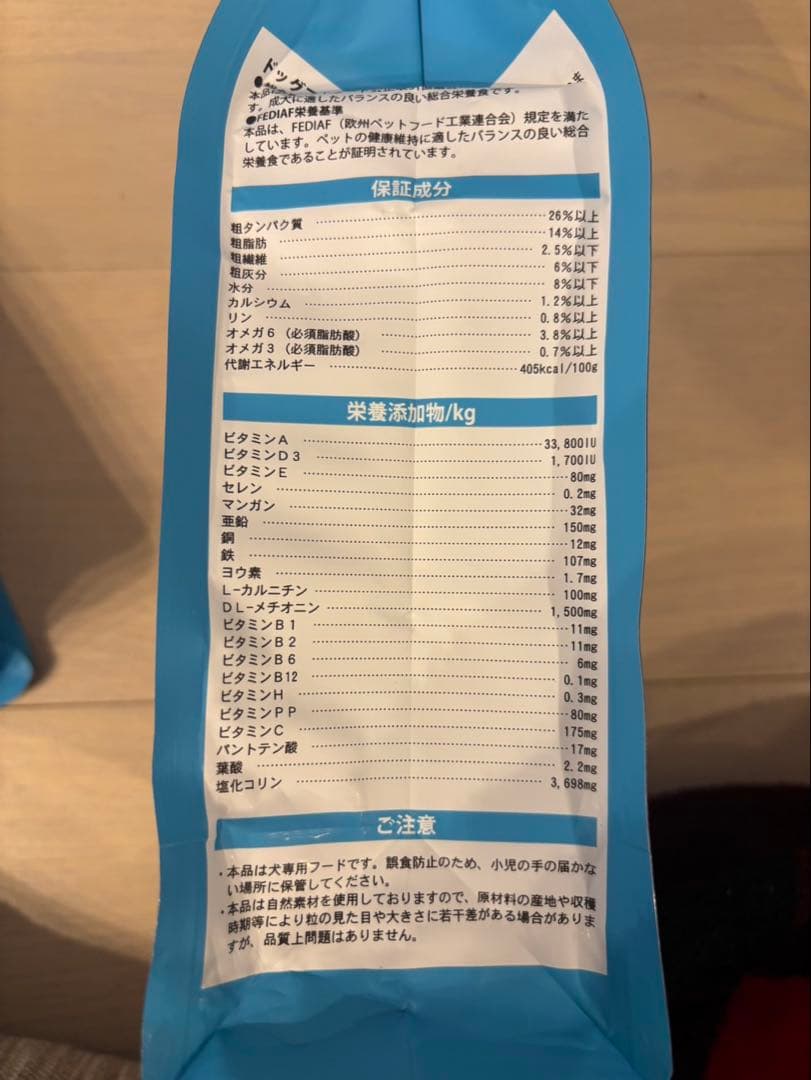 ドッグ
す。成犬に適したバランスの良い総合栄養食です。
●FEDIAF栄養基準
本品は、FEDIAF（欧州ペットフード工業連合会）規定を満た
しています。ペットの健康維持に適したバランスの良い総合
栄養食であることが証明されています。
保証成分
粗タンパク質 26%以上
粗脂肪 14%以上
粗繊維 2.5%以下
粗灰分 6%以下
水分 8%以下
カルシウム 1.2%以上
リン 0.8%以上
オメガ6（必須脂肪酸） 3.8%以上
オメガ3（必須脂肪酸） 0.7%以上
代謝エネルギー 405kcal/100g
栄養添加物/kg
ビタミンA 33,800IU
ビタミンD3 1,700IU
ビタミンE 80mg
セレン 0.2mg
マンガン 32mg
亜鉛 150mg
銅 12mg
鉄 107mg
ヨウ素 1.7mg
L-カルニチン 100mg
DL-メチオニン 1,500mg
ビタミンB1 11mg
ビタミンB2 11mg
ビタミンB6 6mg
ビタミンB12 0.1mg
ビタミンH 0.3mg
ビタミンPP 80mg
ビタミンC 175mg
パントテン酸 17mg
葉酸 2.2mg
塩化コリン 3,698mg
ご注意
・本品は犬専用フードです。誤食防止のため、小児の手の届かな
い場所に保管してください。
・本品は自然素材を使用しておりますので、原材料の産地や収穫
時期等により粒の見た目や大きさに若干差がある場合がありま
すが、品質上問題はありません。